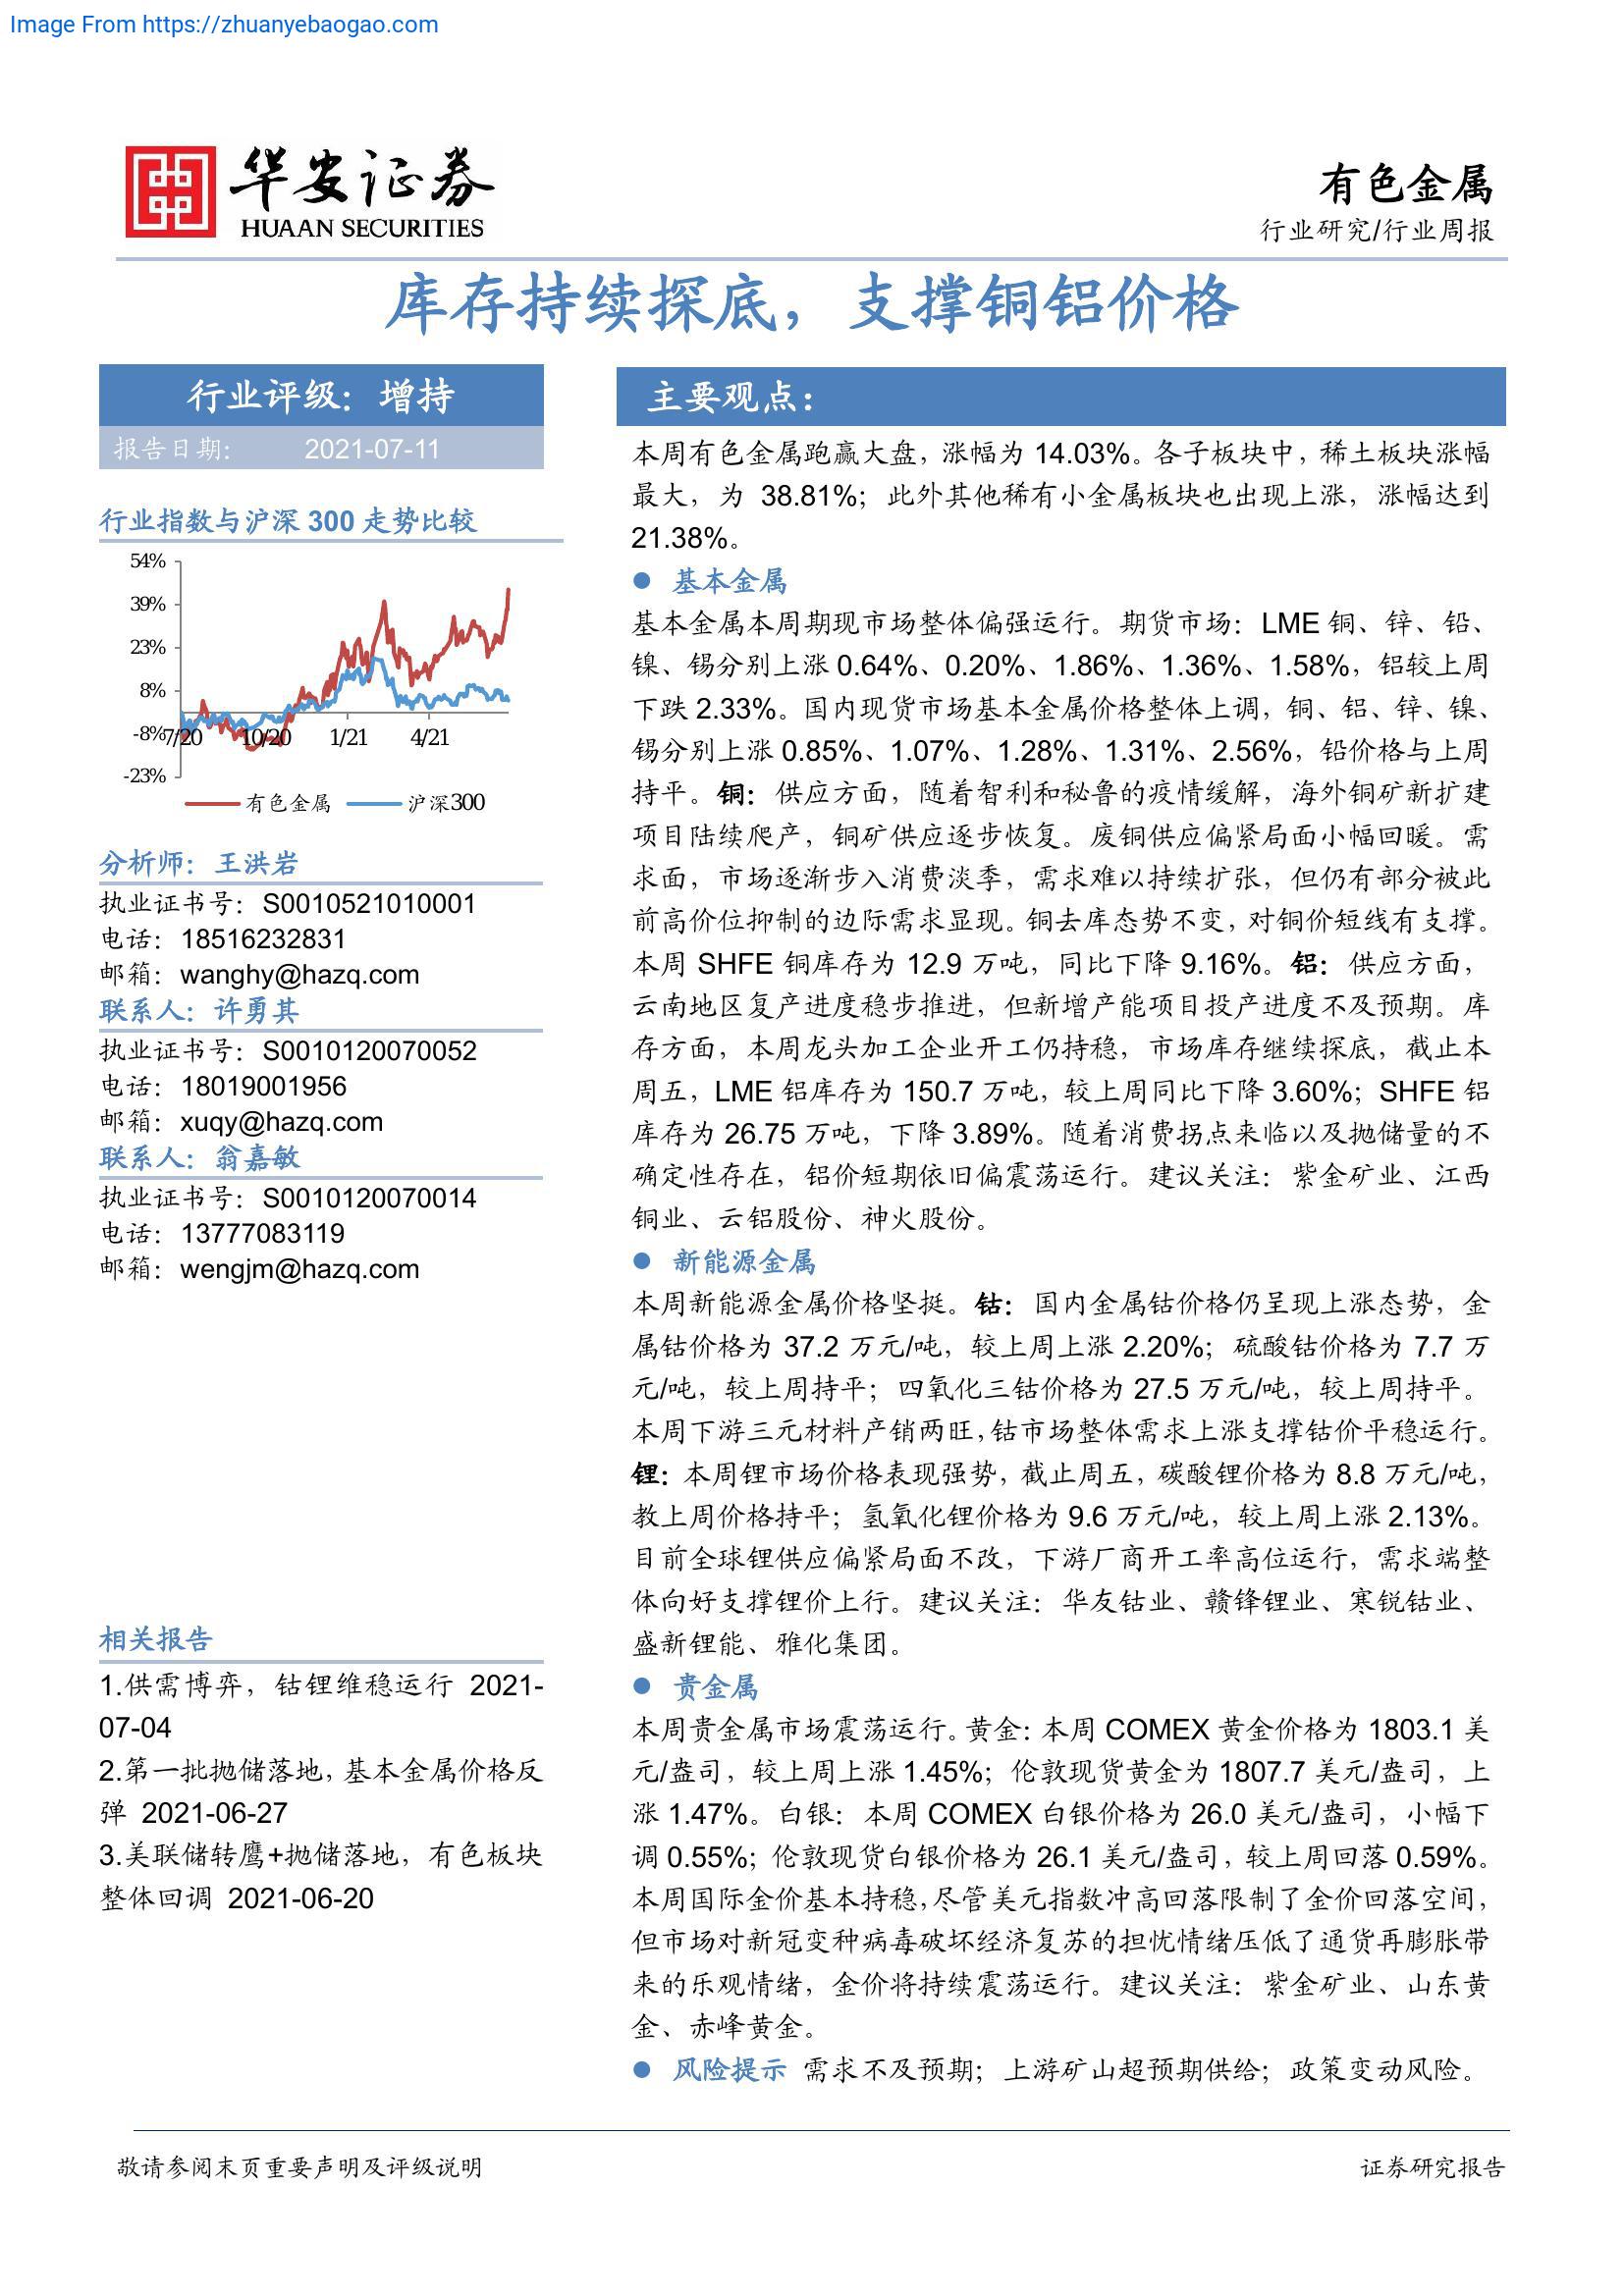 Image From https://zhuanyebaogao.com
华安证券
HUAAN SECURITIES
有色金属
行业研究/行业周报
库存持续探底，支撑铜铝价格
行业评级：增持
报告日期： 2021-07-11
行业指数与沪深 300 走势比较
54%
39%
23%
8%
-8%
-23%
7/20 10/20 1/21 4/21
有色金属 沪深300
分析师：王洪岩
执业证书号：S0010521010001
电话：18516232831
邮箱：wanghy@hazq.com
联系人：许勇其
执业证书号：S0010120070052
电话：18019001956
邮箱：xuqy@hazq.com
联系人：翁嘉敏
执业证书号：S0010120070014
电话：13777083119
邮箱：wengjm@hazq.com
相关报告
1.供需博弈，钴锂维稳运行 2021-
07-04
2.第一批抛储落地，基本金属价格反
弹 2021-06-27
3.美联储转鹰+抛储落地，有色板块
整体回调 2021-06-20
主要观点：
本周有色金属跑赢大盘，涨幅为 14.03%。各子板块中，稀土板块涨幅
最大，为 38.81%；此外其他稀有小金属板块也出现上涨，涨幅达到
21.38%。
● 基本金属
基本金属本周期现市场整体偏强运行。期货市场：LME 铜、锌、铅、
镍、锡分别上涨 0.64%、0.20%、1.86%、1.36%、1.58%，铝较上周
下跌 2.33%。国内现货市场基本金属价格整体上调，铜、铝、锌、镍、
锡分别上涨 0.85%、1.07%、1.28%、1.31%、2.56%，铅价格与上周
持平。铜：供应方面，随着智利和秘鲁的疫情缓解，海外铜矿新扩建
项目陆续爬产，铜矿供应逐步恢复。废铜供应偏紧局面小幅回暖。需
求面，市场逐渐步入消费淡季，需求难以持续扩张，但仍有部分被此
前高价位抑制的边际需求显现。铜去库态势不变，对铜价短线有支撑。
本周 SHFE 铜库存为 12.9 万吨，同比下降 9.16%。铝：供应方面，
云南地区复产进度稳步推进，但新增产能项目投产进度不及预期。库
存方面，本周龙头加工企业开工仍持稳，市场库存继续探底，截止本
周五，LME 铝库存为 150.7 万吨，较上周同比下降 3.60%；SHFE 铝
库存为 26.75 万吨，下降 3.89%。随着消费拐点来临以及抛储量的不
确定性存在，铝价短期依旧偏震荡运行。建议关注：紫金矿业、江西
铜业、云铝股份、神火股份。
● 新能源金属
本周新能源金属价格坚挺。钴：国内金属钴价格仍呈现上涨态势，金
属钴价格为 37.2 万元/吨，较上周上涨 2.20%；硫酸钴价格为 7.7 万
元/吨，较上周持平；四氧化三钴价格为 27.5 万元/吨，较上周持平。
本周下游三元材料产销两旺，钴市场整体需求上涨支撑钴价平稳运行。
锂：本周锂市场价格表现强势，截止周五，碳酸锂价格为 8.8 万元/吨，
教上周价格持平；氢氧化锂价格为 9.6 万元/吨，较上周上涨 2.13%。
目前全球锂供应偏紧局面不改，下游厂商开工率高位运行，需求端整
体向好支撑锂价上行。建议关注：华友钴业、赣锋锂业、寒锐钴业、
盛新锂能、雅化集团。
● 贵金属
本周贵金属市场震荡运行。黄金：本周 COMEX 黄金价格为 1803.1 美
元/盎司，较上周上涨 1.45%；伦敦现货黄金为 1807.7 美元/盎司，上
涨 1.47%。白银：本周 COMEX 白银价格为 26.0 美元/盎司，小幅下
调 0.55%；伦敦现货白银价格为 26.1 美元/盎司，较上周回落 0.59%。
本周国际金价基本持稳，尽管美元指数冲高回落限制了金价回落空间，
但市场对新冠变种病毒破坏经济复苏的担忧情绪压低了通货再膨胀带
来的乐观情绪，金价将持续震荡运行。建议关注：紫金矿业、山东黄
金、赤峰黄金。
● 风险提示 需求不及预期；上游矿山超预期供给；政策变动风险。
敬请参阅末页重要声明及评级说明
证券研究报告